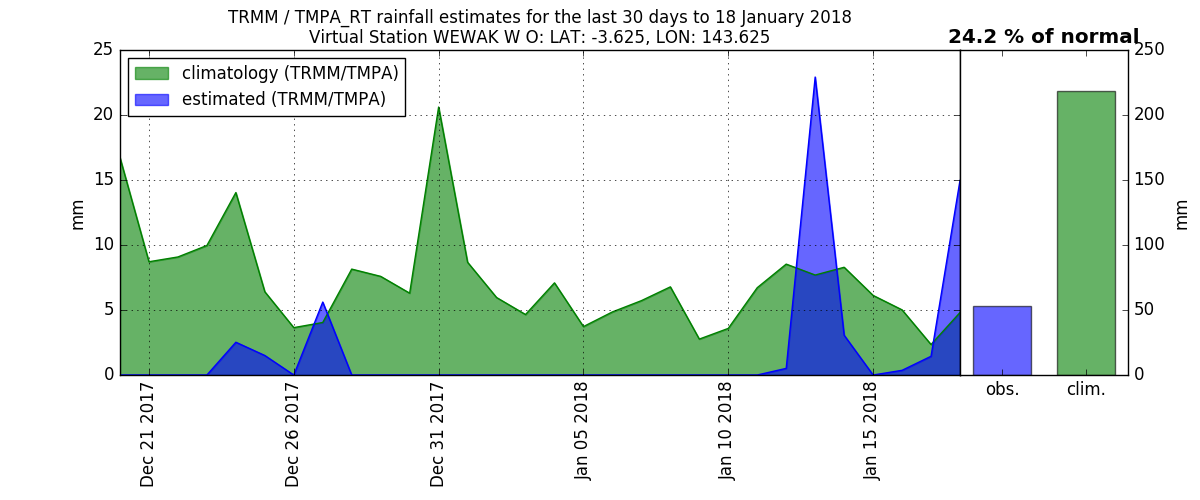 TRMM / TMPA_RT rainfall estimates for the last 30 days to 18 January 2018
Virtual Station WEWAK W O: LAT: -3.625, LON: 143.625
24.2 % of normal
climatology (TRMM/TMPA)
estimated (TRMM/TMPA)
25
20
15
10
5
0
mm
Dec 21 2017
Dec 26 2017
Dec 31 2017
Jan 05 2018
Jan 10 2018
Jan 15 2018
obs.
clim.
250
200
150
100
50
0
mm